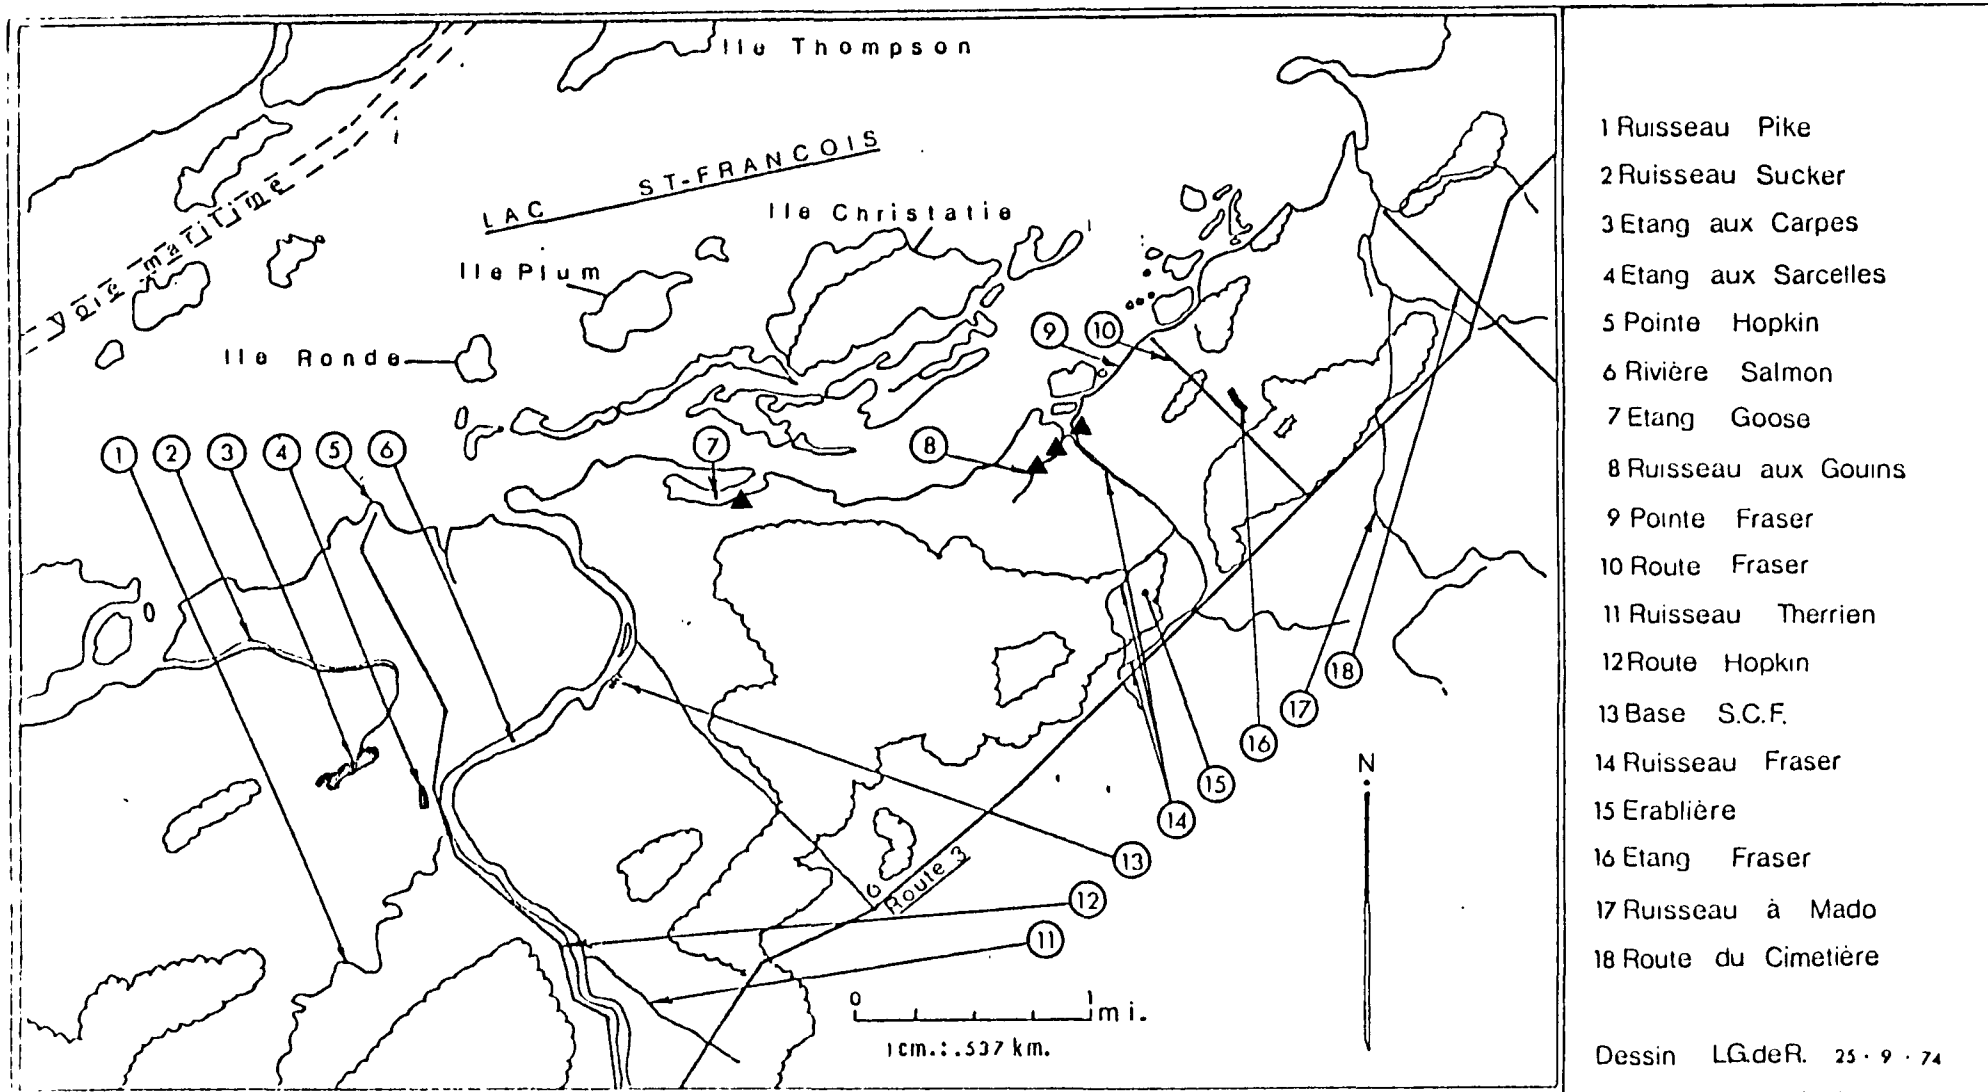 Ile Thompson
LAC ST-FRANCOIS
Ile Christatie
Voie maritime
Ile Plum
Ile Ronde
9 10
1 2 3 4 5 6 7 8
18
17
16
15
14
13
12
11
N
Route 3
0 1 mi.
1cm.:.537 km.
1 Ruisseau Pike
2 Ruisseau Sucker
3 Etang aux Carpes
4 Etang aux Sarcelles
5 Pointe Hopkin
6 Rivière Salmon
7 Etang Goose
8 Ruisseau aux Gouins
9 Pointe Fraser
10 Route Fraser
11 Ruisseau Therrien
12 Route Hopkin
13 Base S.C.F.
14 Ruisseau Fraser
15 Erablière
16 Etang Fraser
17 Ruisseau à Mado
18 Route du Cimetière
Dessin L.G.deR. 25 · 9 · 74